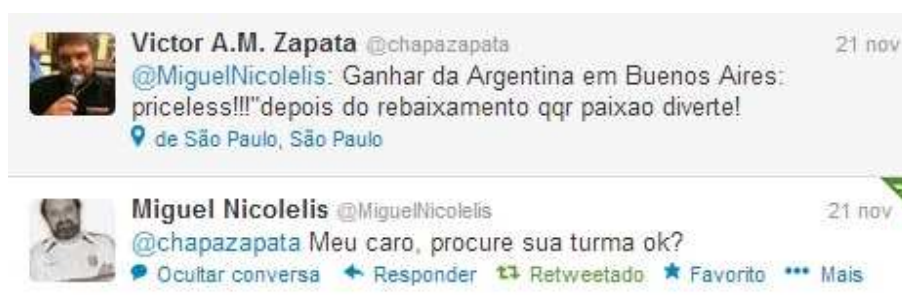 Victor A.M. Zapata @chapazapata 21 nov
@MiguelNicolelis: Ganhar da Argentina em Buenos Aires:
priceless!!!"depois do rebaixamento qqr paixao diverte!
de São Paulo, São Paulo
Miguel Nicolelis @MiguelNicolelis 21 nov
@chapazapata Meu caro, procure sua turma ok?
Ocultar conversa Responder Retweetado Favorito Mais